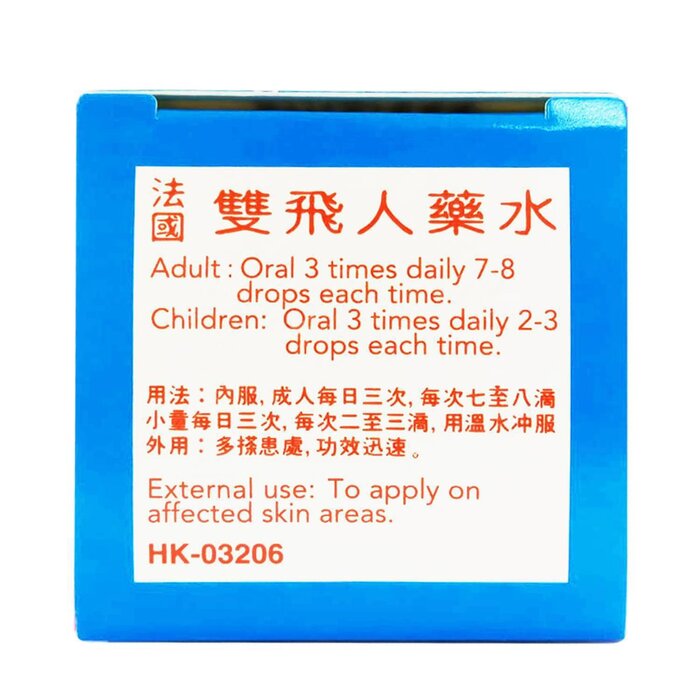 法國 雙飛人藥水
Adult : Oral 3 times daily 7-8
drops each time.
Children: Oral 3 times daily 2-3
drops each time.
用法：內服, 成人每日三次, 每次七至八滴
小量每日三次, 每次二至三滴, 用溫水冲服
外用：多搽患處, 功效迅速。
External use: To apply on
affected skin areas.
HK-03206